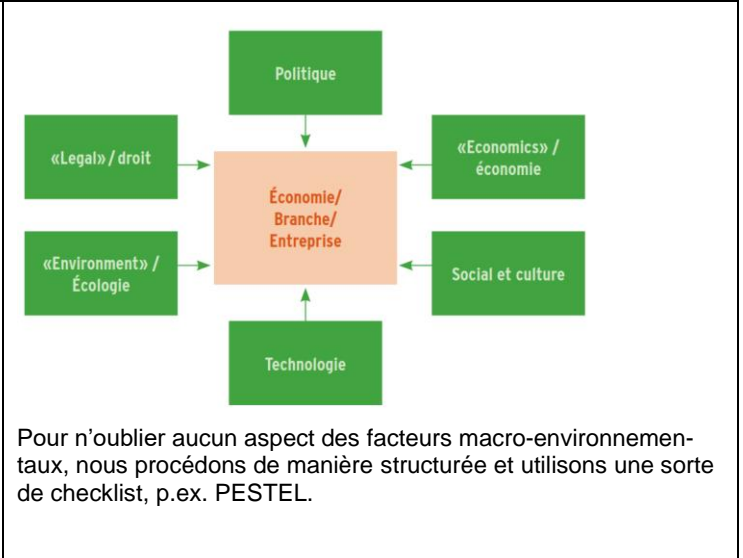 Politique
«Legal» / droit
«Economics» /
économie
Économie/
Branche/
Entreprise
«Environment» /
Écologie
Social et culture
Technologie
Pour n’oublier aucun aspect des facteurs macro-environnemen-
taux, nous procédons de manière structurée et utilisons une sorte
de checklist, p.ex. PESTEL.